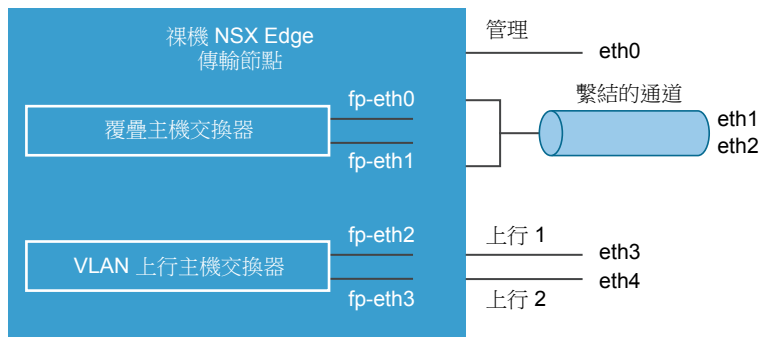 裸機 NSX Edge
傳輸節點
管理
eth0
fp-eth0
覆疊主機交換器
fp-eth1
繫結的通道
eth1
eth2
fp-eth2
VLAN 上行主機交換器
fp-eth3
上行 1
eth3
eth4
上行 2